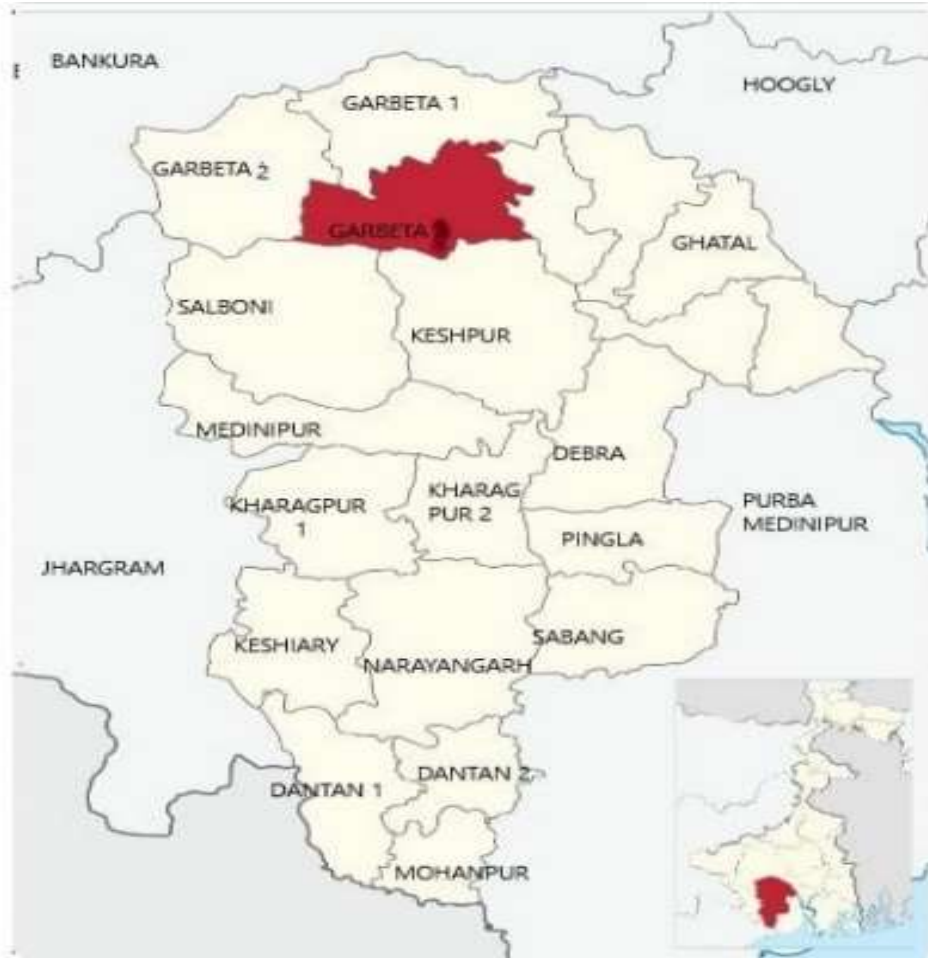 BANKURA
HOOGLY
GARBETA 1
GARBETA 2
GARBETA
GHATAL
SALBONI
KESHPUR
MEDINIPUR
DEBRA
KHARAGPUR
1
KHARAG
PUR 2
PURBA
MEDINIPUR
PINGLA
JHARGRAM
KESHIARY
SABANG
NARAYANGARH
DANTAN 1
DANTAN 2
MOHANPUR